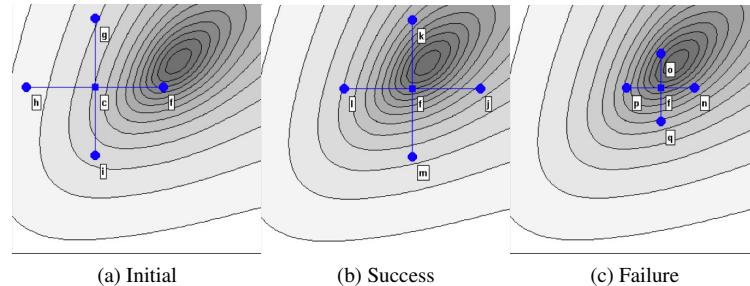 g
h
c
f
i
k
l
f
j
m
o
p
f
n
q
(a) Initial
(b) Success
(c) Failure